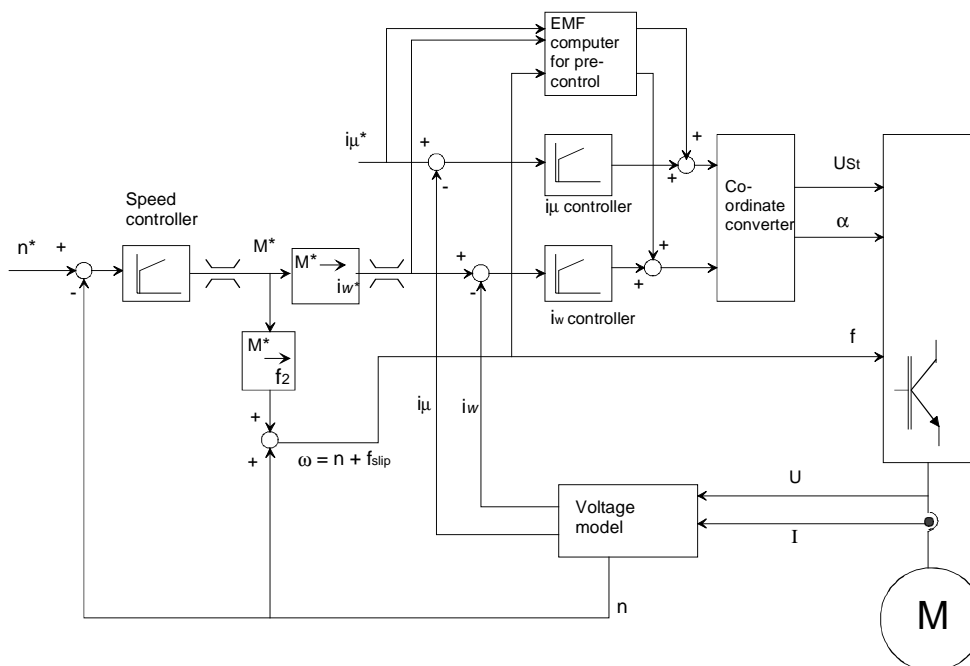 EMF
computer
for pre-
control
iμ*
+
-
+
+
iμ controller
Co-
ordinate
converter
USt
α
Speed
controller
n*
+
-
M*
M*
iw*
+
-
+
+
iw controller
M*
f2
f
+
+
ω = n + fslip
iμ
iw
Voltage
model
U
I
n
M